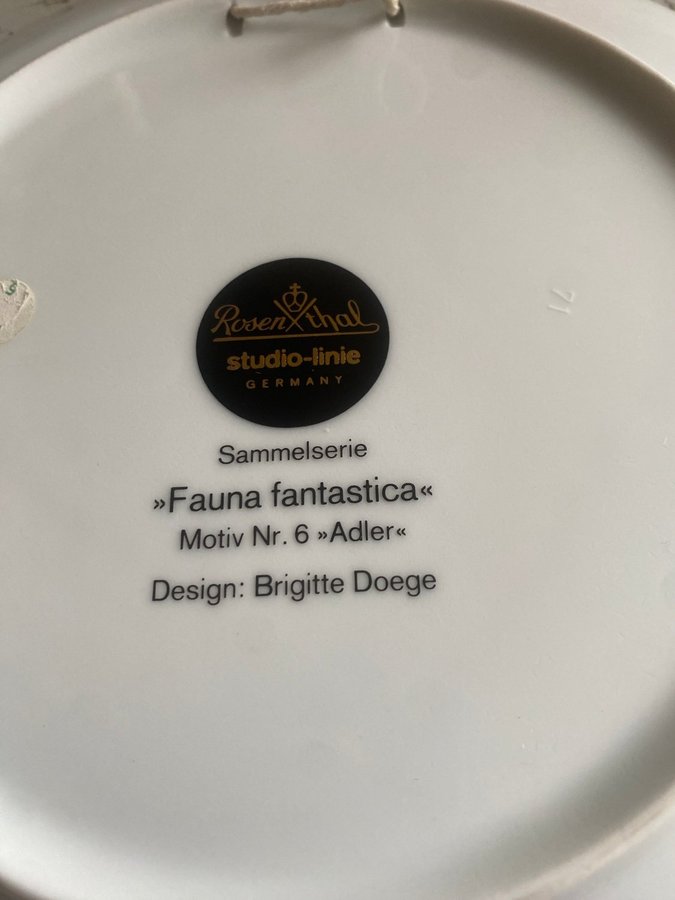 Rosenthal
studio-linie
GERMANY
Sammelserie
»Fauna fantastica«
Motiv Nr. 6 »Adler«
Design: Brigitte Doege